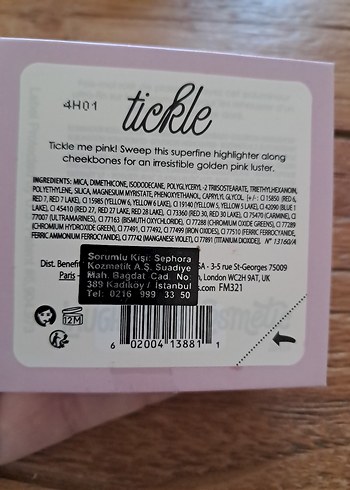 4H01
tickle
Tickle me pink! Sweep this superfine highlighter along
cheekbones for an irresistible golden pink luster.
INGREDIENTS: MICA, DIMETHICONE, ISODODECANE, POLYGLYCERYL-2 TRIISOSTEARATE, TRIETHYLHEXANOIN,
POLYETHYLENE, SILICA, MAGNESIUM MYRISTATE, PHENOXYETHANOL, CAPRYLYL GLYCOL. [+/-: CI 15850 (RED 6,
RED 7, RED 7 LAKE), CI 15985 (YELLOW 6, YELLOW 6 LAKE), CI 19140 (YELLOW 5, YELLOW 5 LAKE), CI 42090 (BLUE 1
LAKE), CI 45410 (RED 27, RED 27 LAKE, RED 28 LAKE), CI 73360 (RED 30, RED 30 LAKE), CI 75470 (CARMINE), CI
77007 (ULTRAMARINES), CI 77163 (BISMUTH OXYCHLORIDE), CI 77288 (CHROMIUM OXIDE GREENS), CI 77289
(CHROMIUM HYDROXIDE GREEN), CI 77491, CI 77492, CI 77499 (IRON OXIDES), CI 77510 (FERRIC FERROCYANIDE,
FERRIC AMMONIUM FERROCYANIDE), CI 77742 (MANGANESE VIOLET), CI 77891 (TITANIUM DIOXIDE)]. N° 13160/A
Dist. Benefi SA - 3-5 rue St-Georges 75009
Paris London WC2H 9AT, UK
s.com FM321
Sorumlu Kişi: Sephora
Kozmetik A.Ş. Suadiye
Mah. Bagdat Cad. No:
389 Kadıköy / İstanbul
Tel: 0216 999 33 50
12M
6 02004 13881 1